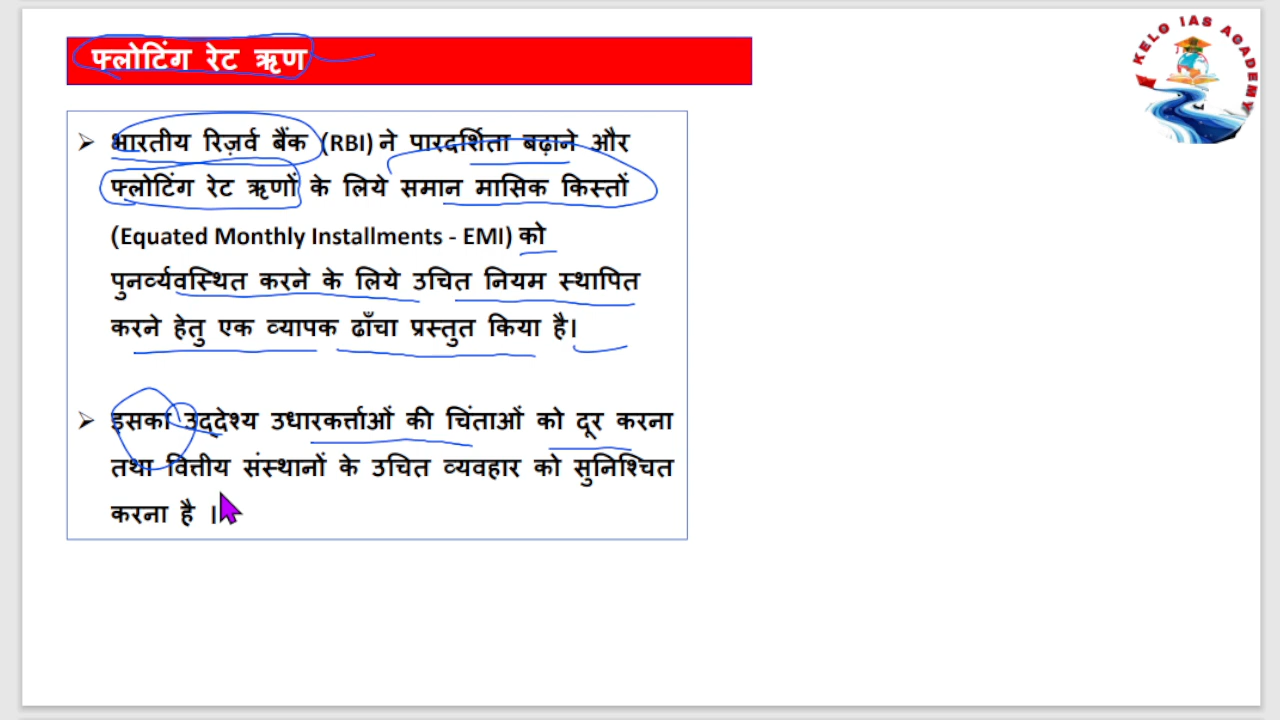 फ्लोटिंग रेट ऋण
KELO IAS ACADEMY
➢ भारतीय रिज़र्व बैंक (RBI) ने पारदर्शिता बढ़ाने और
फ्लोटिंग रेट ऋणों के लिये समान मासिक किस्तों
(Equated Monthly Installments - EMI) को
पुनर्व्यवस्थित करने के लिये उचित नियम स्थापित
करने हेतु एक व्यापक ढाँचा प्रस्तुत किया है।
➢ इसका उद्देश्य उधारकर्त्ताओं की चिंताओं को दूर करना
तथा वित्तीय संस्थानों के उचित व्यवहार को सुनिश्चित
करना है ।